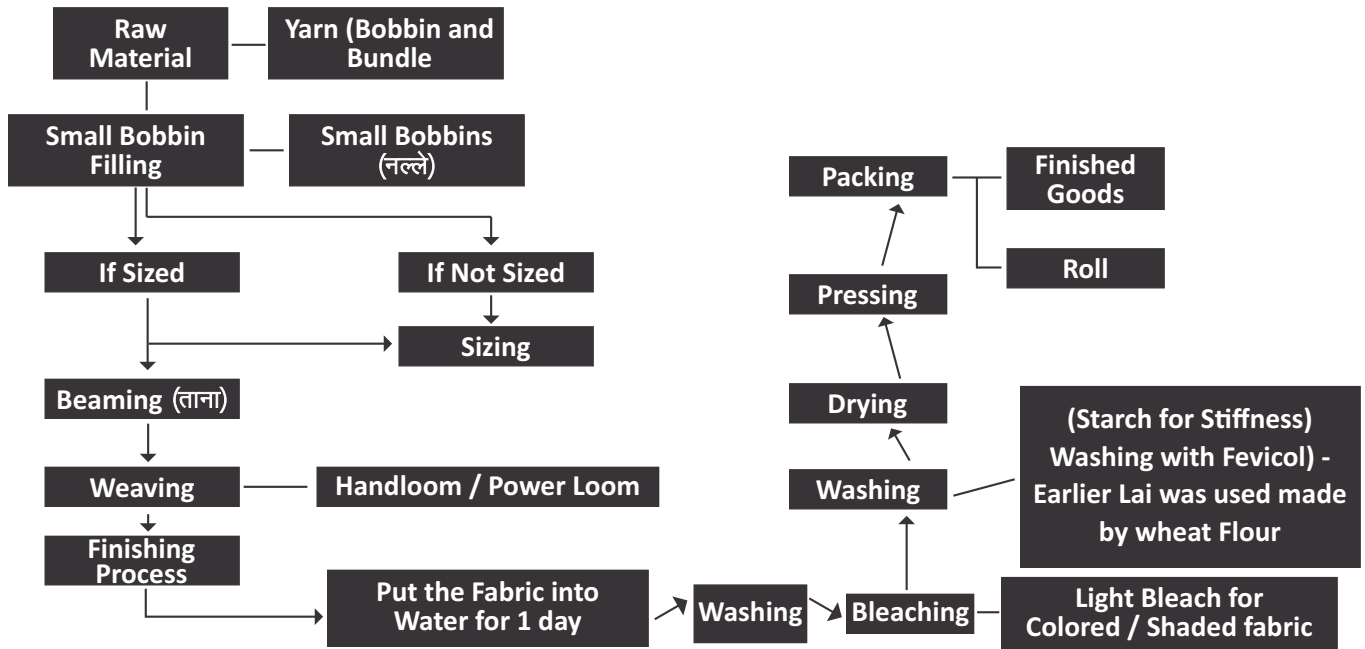 Raw
Material
Yarn (Bobbin and
Bundle
Small Bobbin
Filling
Small Bobbins
(नल्ले)
If Sized
If Not Sized
Sizing
Beaming (ताना)
Weaving
Handloom / Power Loom
Finishing
Process
Put the Fabric into
Water for 1 day
Washing
Bleaching
Light Bleach for
Colored / Shaded fabric
Washing
(Starch for Stiffness)
Washing with Fevicol) -
Earlier Lai was used made
by wheat Flour
Drying
Pressing
Packing
Finished
Goods
Roll